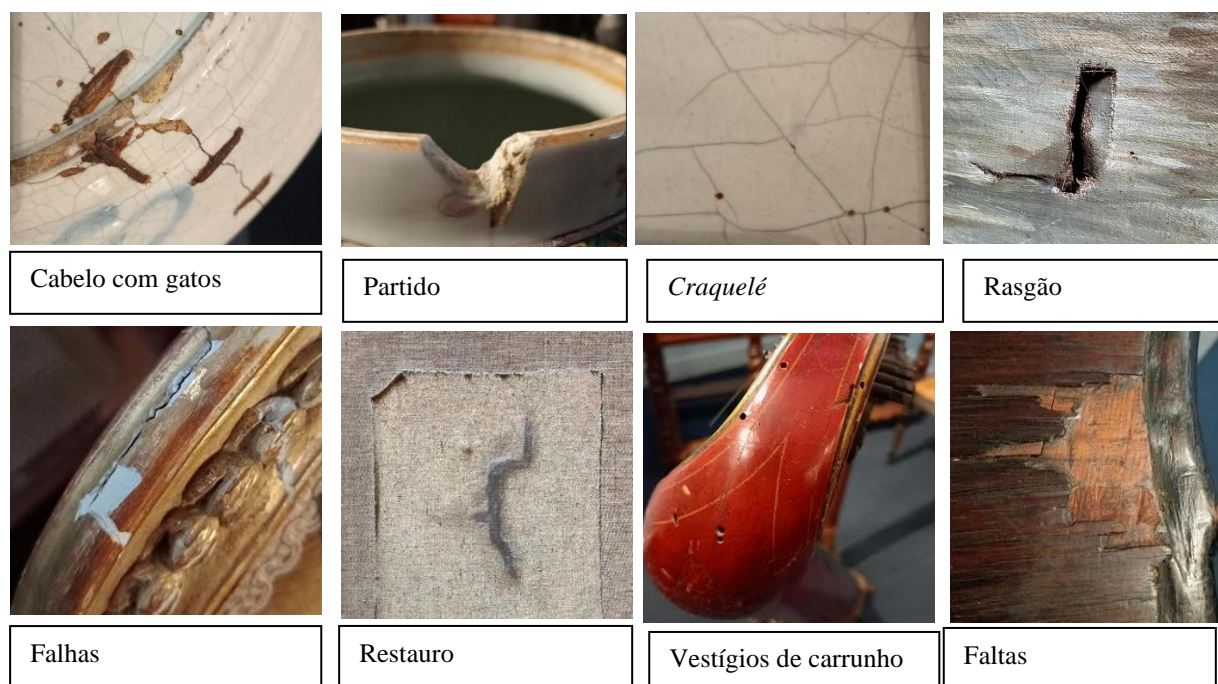 Cabelo com gatos
Partido
Craquelé
Rasgão
Falhas
Restauro
Vestígios de carrunho
Faltas